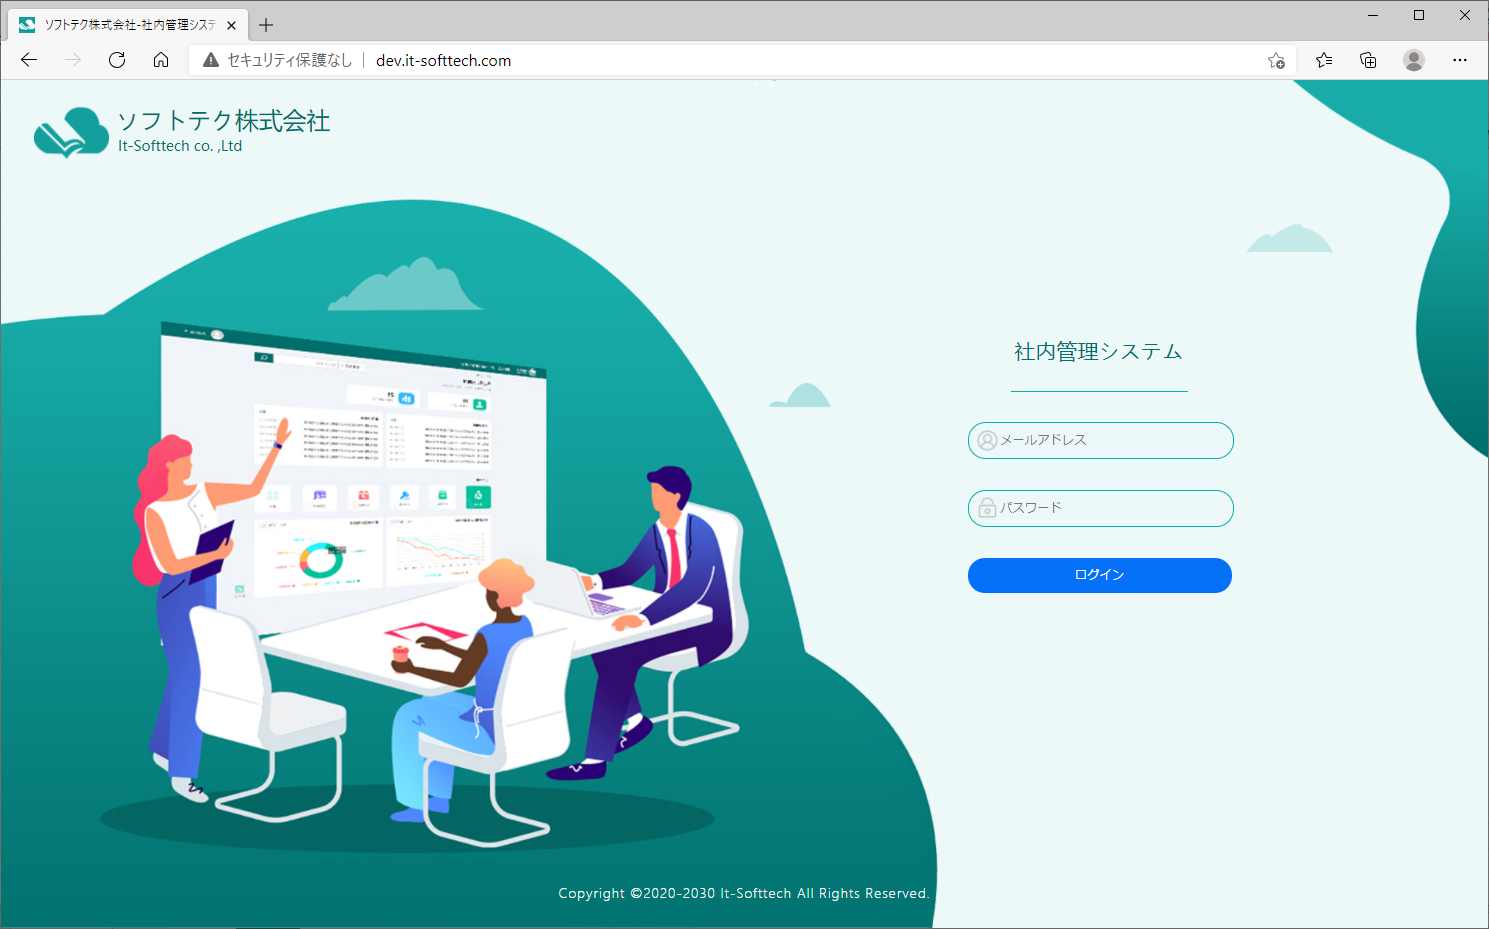 ソフトテク株式会社-社内管理システ
セキュリティ保護なし
dev.it-softtech.com
ソフトテク株式会社
It-Softtech co. ,Ltd
社内管理システム
メールアドレス
パスワード
ログイン
Copyright ©2020-2030 It-Softtech All Rights Reserved.